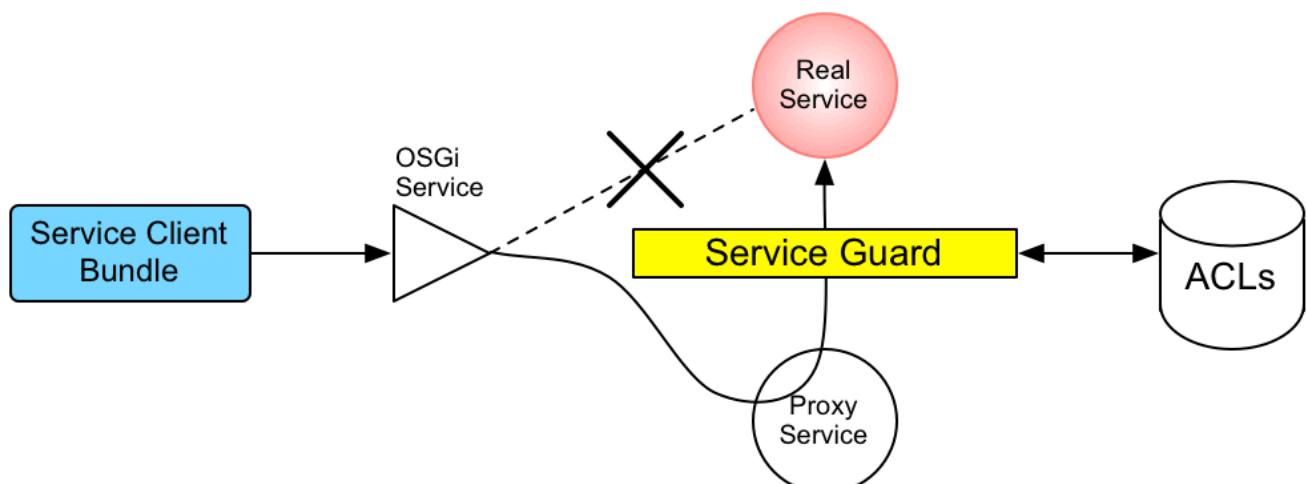 Real
Service
OSGi
Service
Service Client
Bundle
Service Guard
ACLs
Proxy
Service